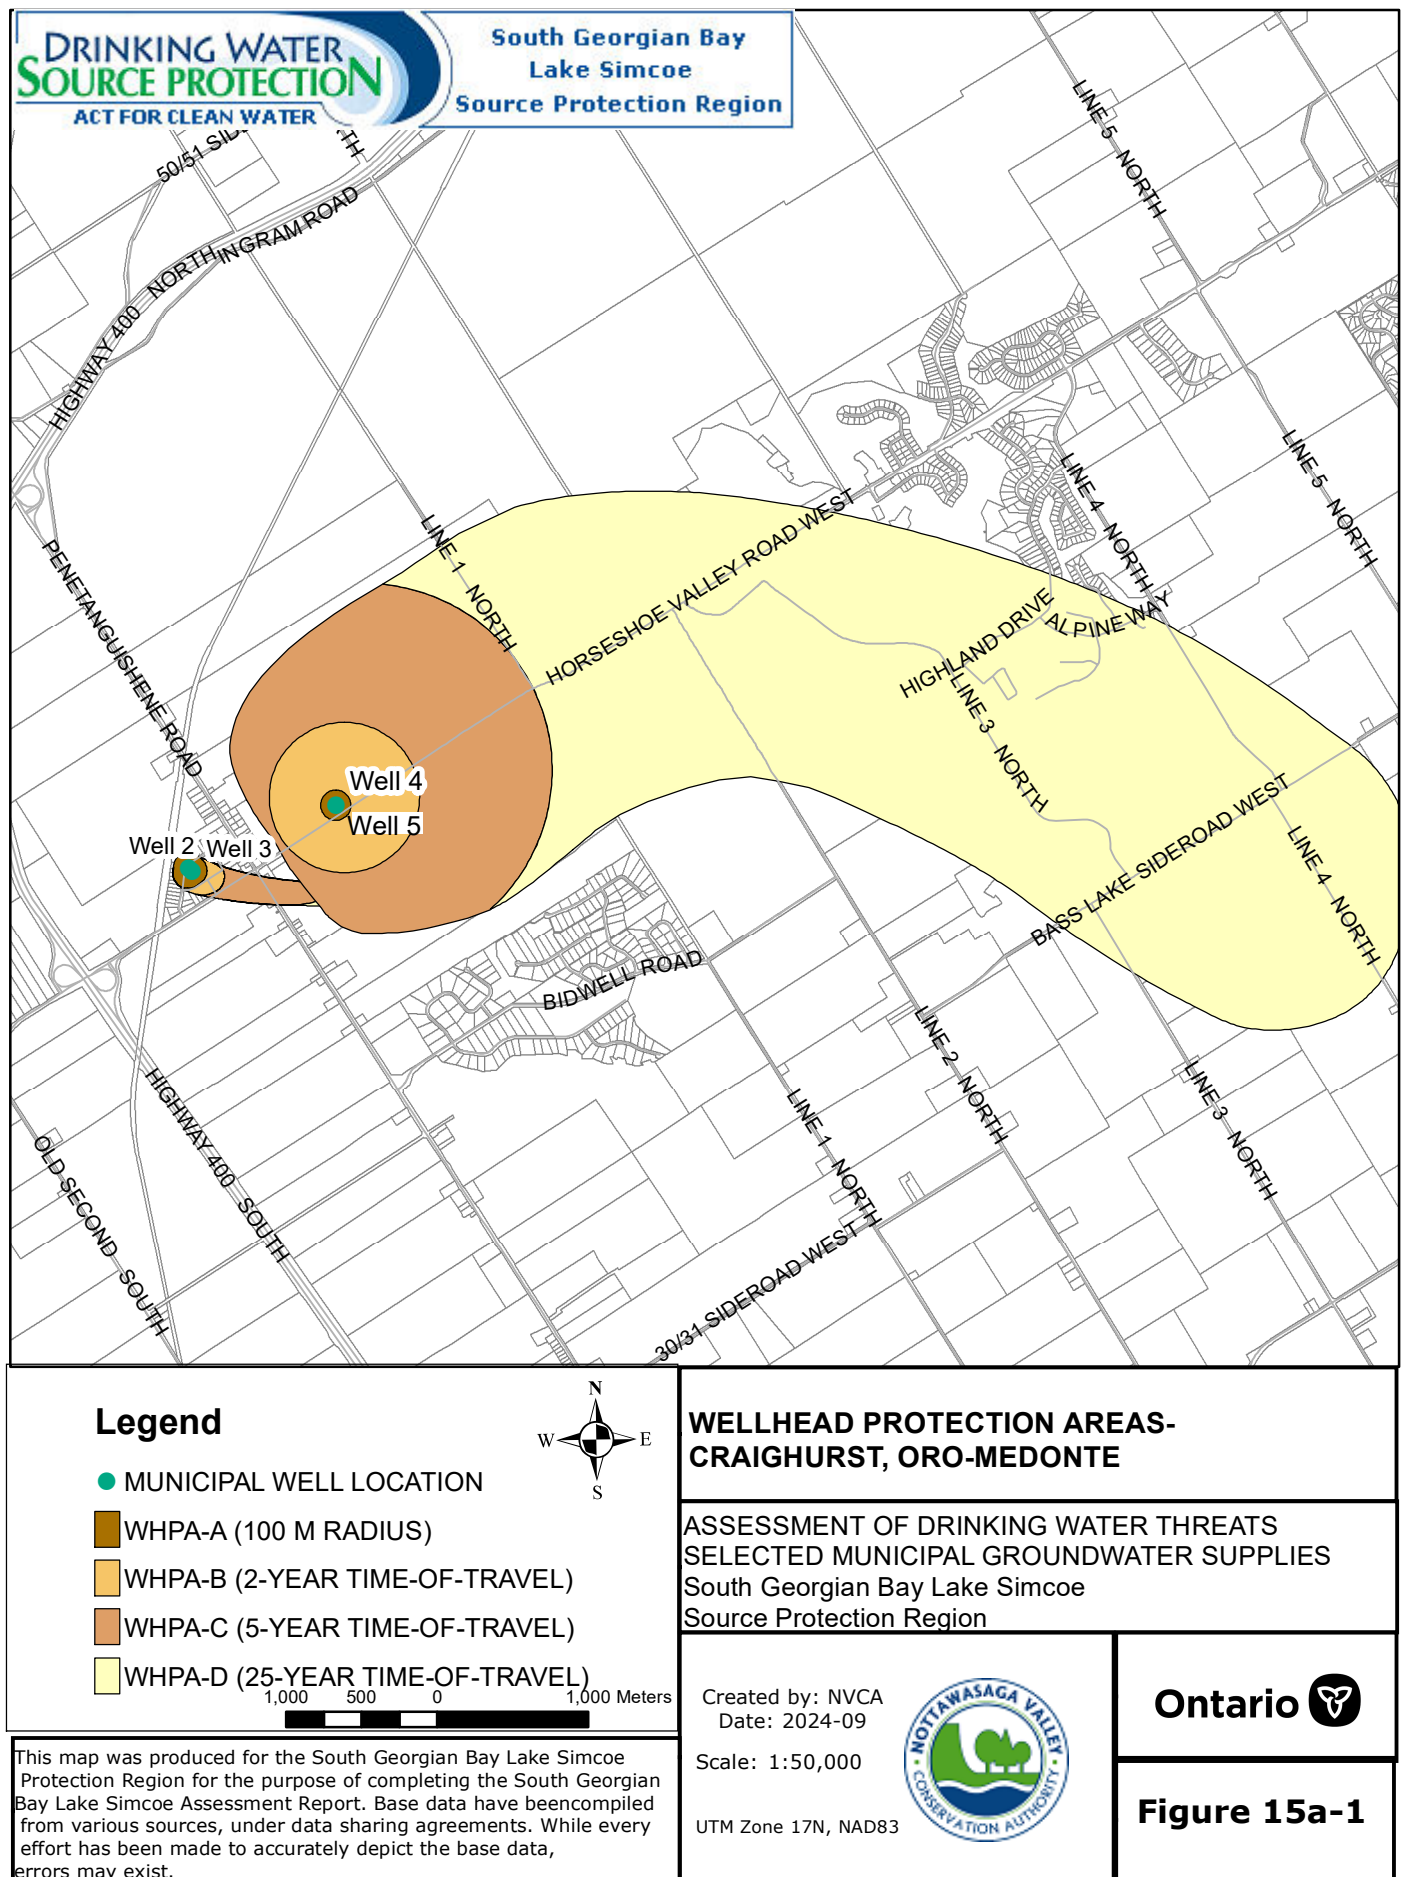 DRINKING WATER
SOURCE PROTECTION
ACT FOR CLEAN WATER
South Georgian Bay
Lake Simcoe
Source Protection Region
50/51 SID
TH
HIGHWAY 400 NORTH
INGRAM ROAD
LINE 5 NORTH
LINE 5 NORTH
LINE 4 NORTH
LINE 1 NORTH
HORSESHOE VALLEY ROAD WEST
PENETANGUISHENE ROAD
HIGHLAND DRIVE
ALPINE WAY
LINE 3 NORTH
Well 4
Well 5
Well 2
Well 3
BASS LAKE SIDEROAD WEST
LINE 4 NORTH
BIDWELL ROAD
LINE 2 NORTH
LINE 1 NORTH
LINE 3 NORTH
HIGHWAY 400 SOUTH
OLD SECOND SOUTH
30/31 SIDEROAD WEST
Legend
N
W E
S
MUNICIPAL WELL LOCATION
WHPA-A (100 M RADIUS)
WHPA-B (2-YEAR TIME-OF-TRAVEL)
WHPA-C (5-YEAR TIME-OF-TRAVEL)
WHPA-D (25-YEAR TIME-OF-TRAVEL)
1,000 500 0 1,000 Meters
This map was produced for the South Georgian Bay Lake Simcoe
Protection Region for the purpose of completing the South Georgian
Bay Lake Simcoe Assessment Report. Base data have beencompiled
from various sources, under data sharing agreements. While every
effort has been made to accurately depict the base data,
errors may exist.
WELLHEAD PROTECTION AREAS-
CRAIGHURST, ORO-MEDONTE
ASSESSMENT OF DRINKING WATER THREATS
SELECTED MUNICIPAL GROUNDWATER SUPPLIES
South Georgian Bay Lake Simcoe
Source Protection Region
Created by: NVCA
Date: 2024-09
Scale: 1:50,000
UTM Zone 17N, NAD83
NOTTAWASAGA VALLEY
CONSERVATION AUTHORITY
Ontario
Figure 15a-1